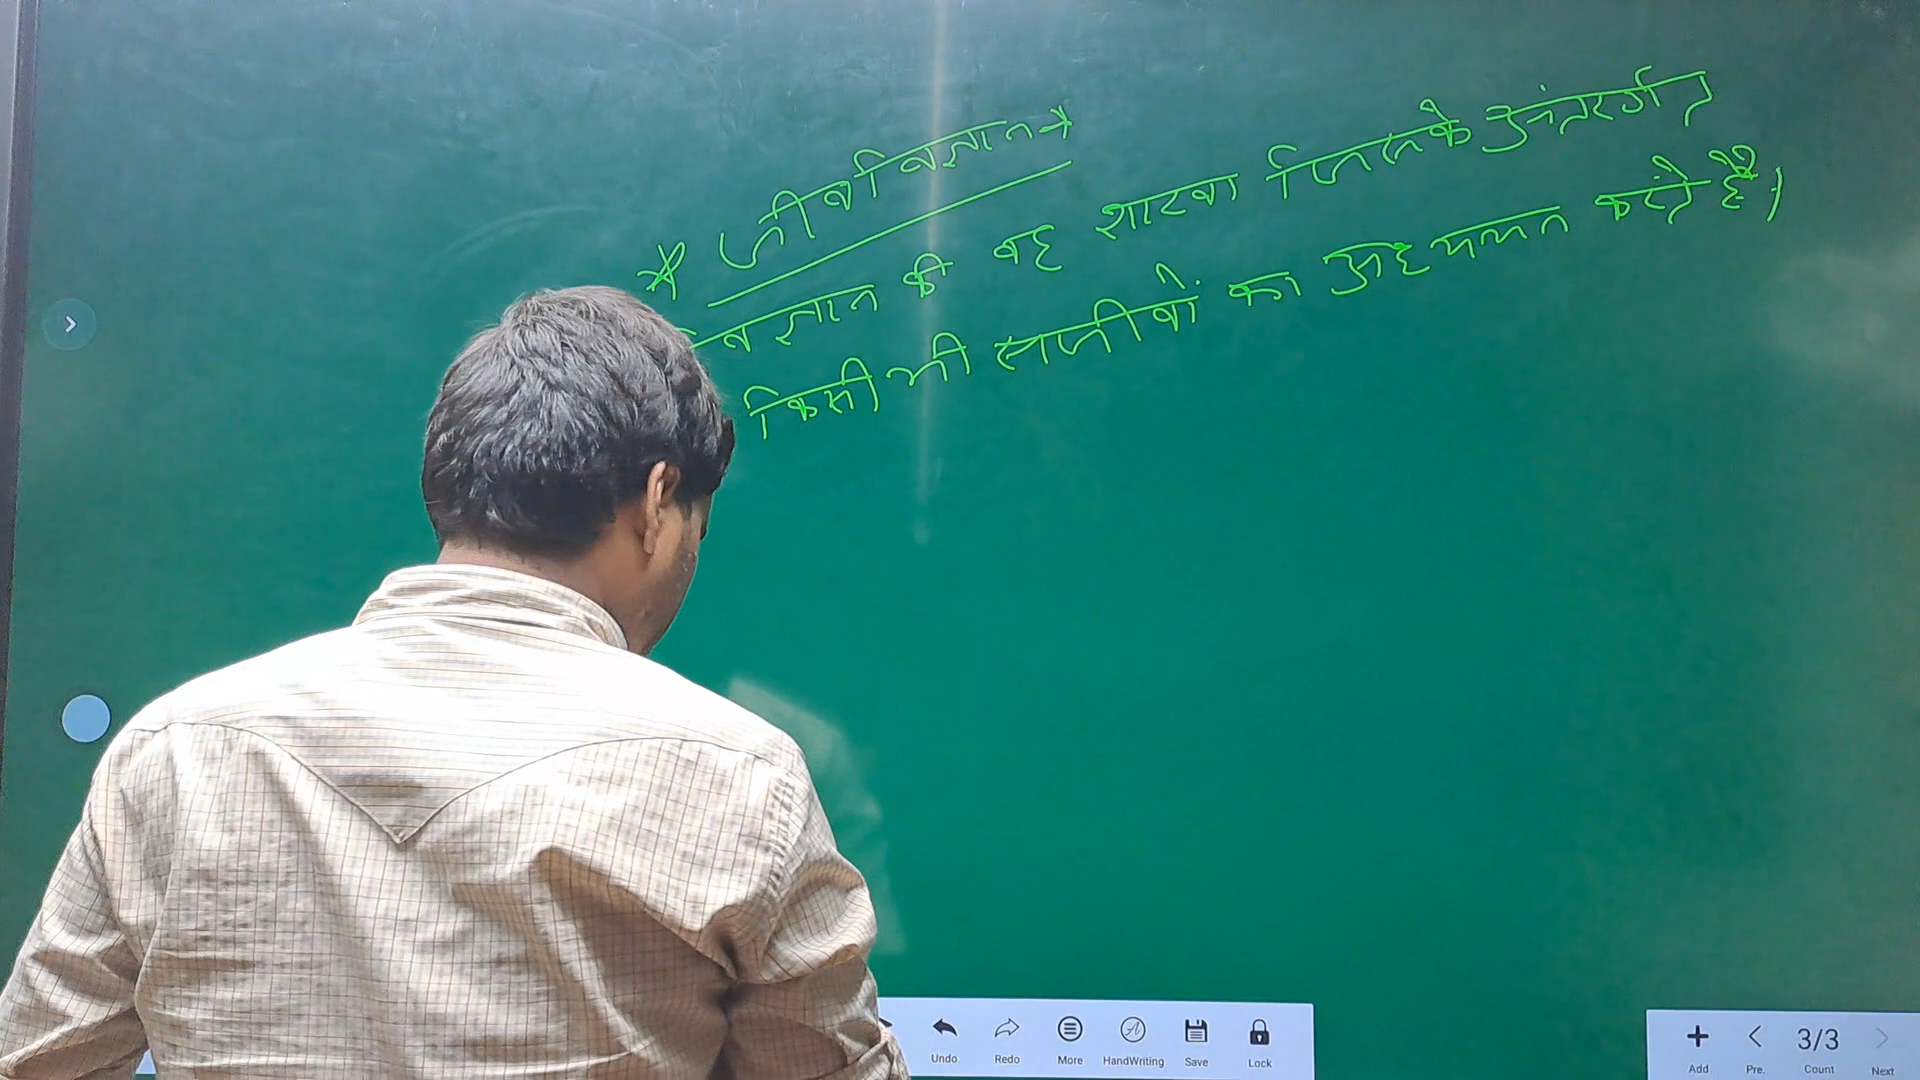 * जीवविज्ञान →
विज्ञान की वह शाखा जिसके अंतर्गत
किसी भी सजीवों का अध्ययन करते है।
Undo Redo More HandWriting Save Lock
3/3
Add Pre. Count Next